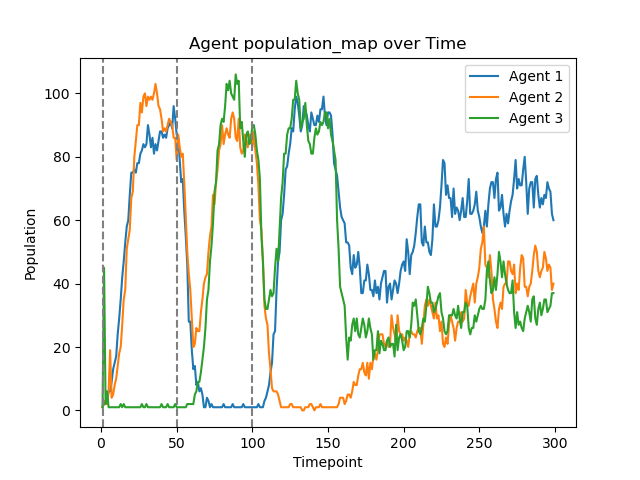 Agent population_map over Time
Agent 1
Agent 2
Agent 3
Population
100
80
60
40
20
0
0 50 100 150 200 250 300
Timepoint